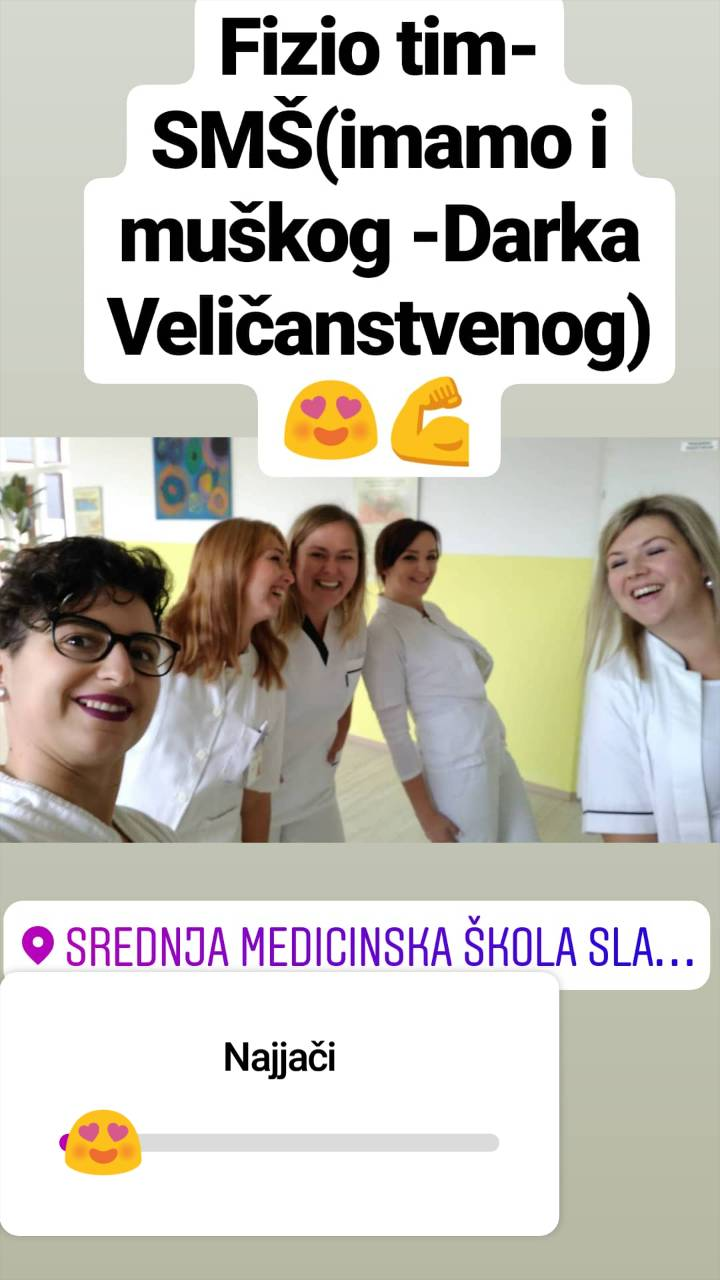 Fizio tim-
SMŠ(imamo i
muškog -Darka
Veličanstvenog)
😍💪
SREDNJA MEDICINSKA ŠKOLA SLA...
Najjači